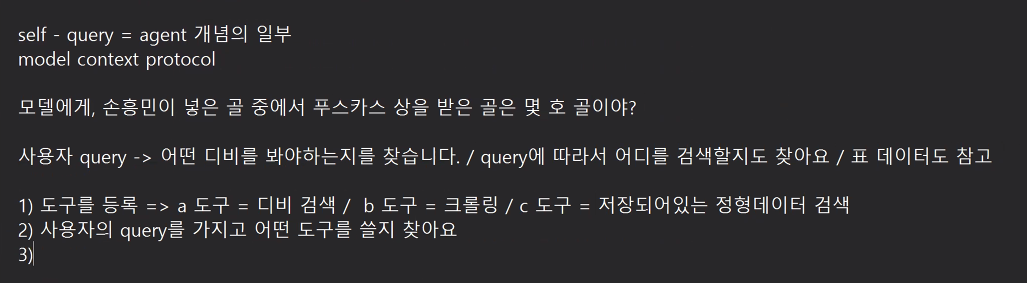 self - query = agent 개념의 일부
model context protocol
모델에게, 손흥민이 넣은 골 중에서 푸스카스 상을 받은 골은 몇 호 골이야?
사용자 query -> 어떤 디비를 봐야하는지를 찾습니다. / query에 따라서 어디를 검색할지도 찾아요 / 표 데이터도 참고
1) 도구를 등록 => a 도구 = 디비 검색 /  b 도구 = 크롤링 / c 도구 = 저장되어있는 정형데이터 검색
2) 사용자의 query를 가지고 어떤 도구를 쓸지 찾아요
3)